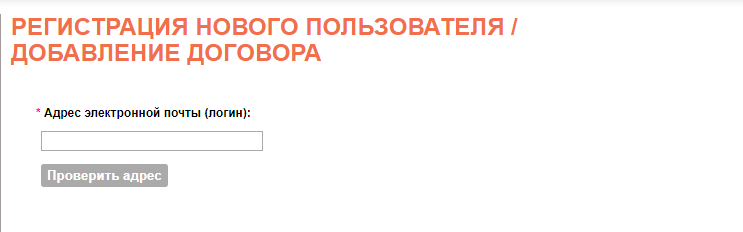 РЕГИСТРАЦИЯ НОВОГО ПОЛЬЗОВАТЕЛЯ /
ДОБАВЛЕНИЕ ДОГОВОРА
* Адрес электронной почты (логин):
Проверить адрес